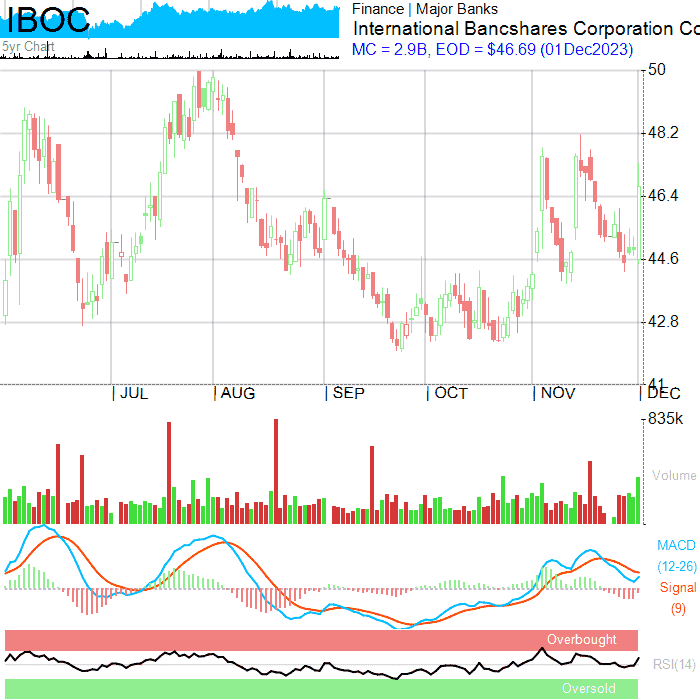 IBOC
5yr Chart
Finance | Major Banks
International Bancshares Corporation Co
MC = 2.9B, EOD = $46.69 (01Dec2023)
50
48.2
46.4
44.6
42.8
41
| JUL | AUG | SEP | OCT | NOV | DEC
835k
Volume
MACD
(12-26)
Signal
(9)
Overbought
RSI(14)
Oversold